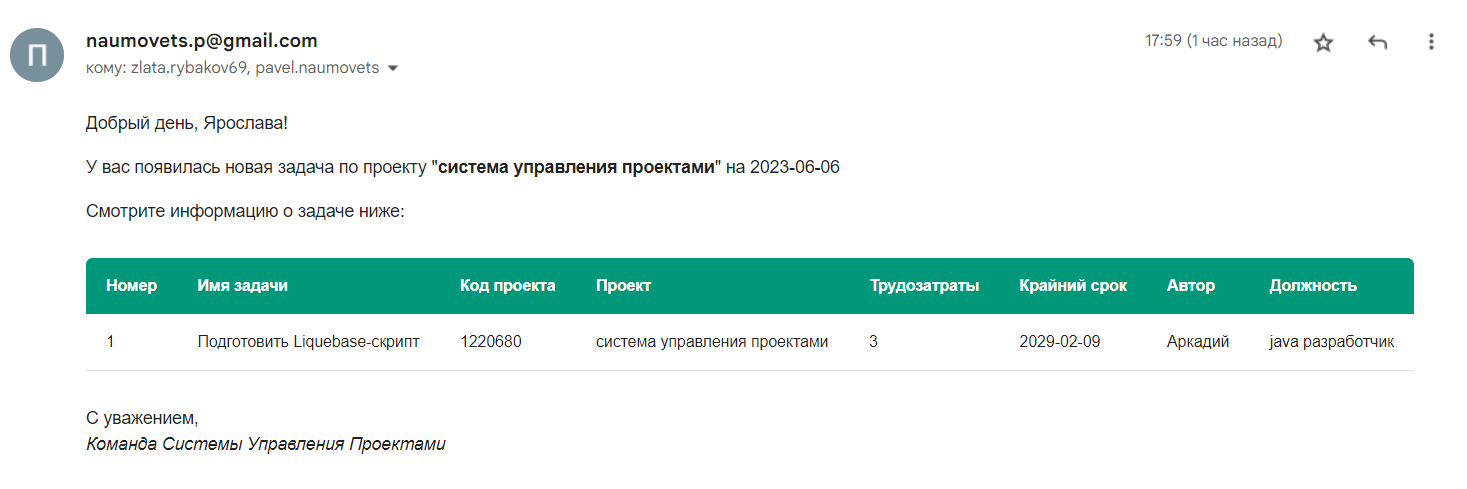 П
naumovets.p@gmail.com
17:59 (1 час назад)
кому: zlata.rybakov69, pavel.naumovets
Добрый день, Ярослава!
У вас появилась новая задача по проекту "система управления проектами" на 2023-06-06
Смотрите информацию о задаче ниже:
Номер Имя задачи Код проекта Проект Трудозатраты Крайний срок Автор Должность
1 Подготовить Liquebase-скрипт 1220680 система управления проектами 3 2029-02-09 Аркадий java разработчик
С уважением,
Команда Системы Управления Проектами